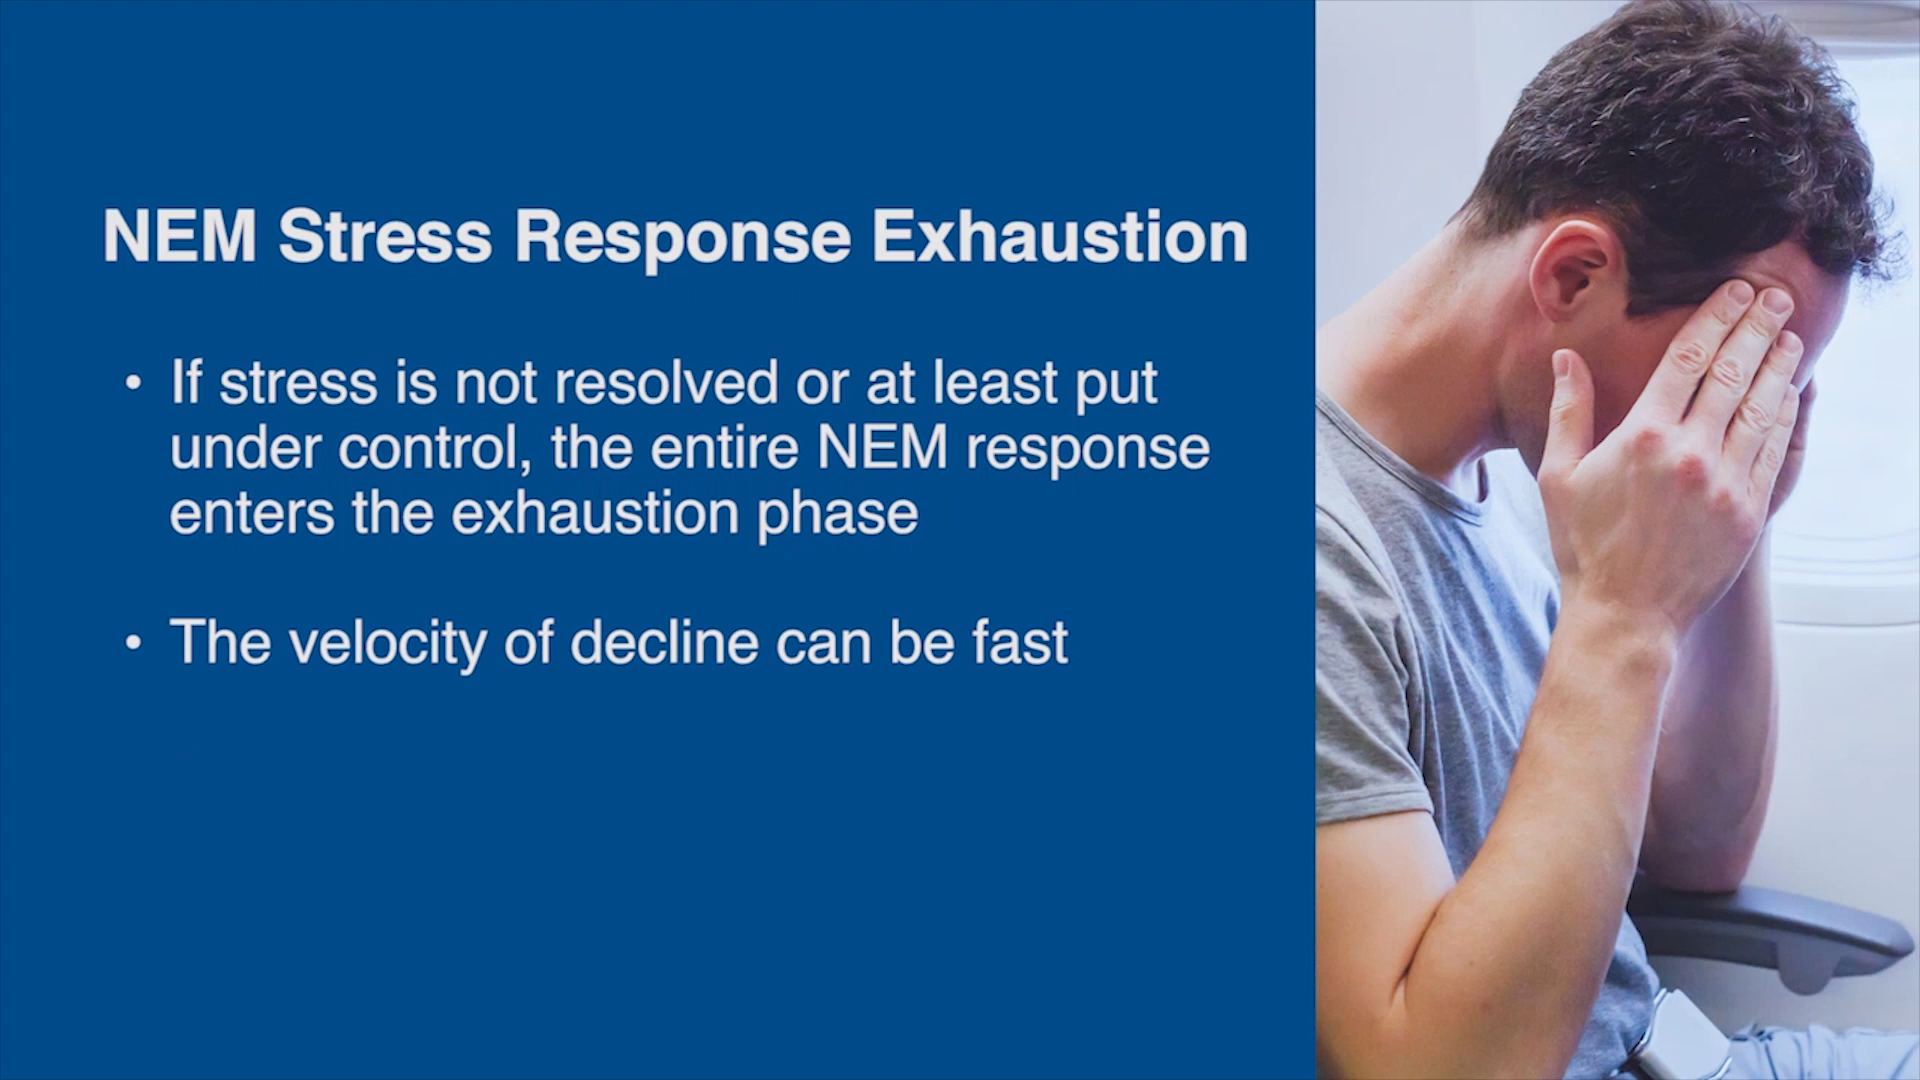 NEM Stress Response Exhaustion
• If stress is not resolved or at least put
under control, the entire NEM response
enters the exhaustion phase
• The velocity of decline can be fast